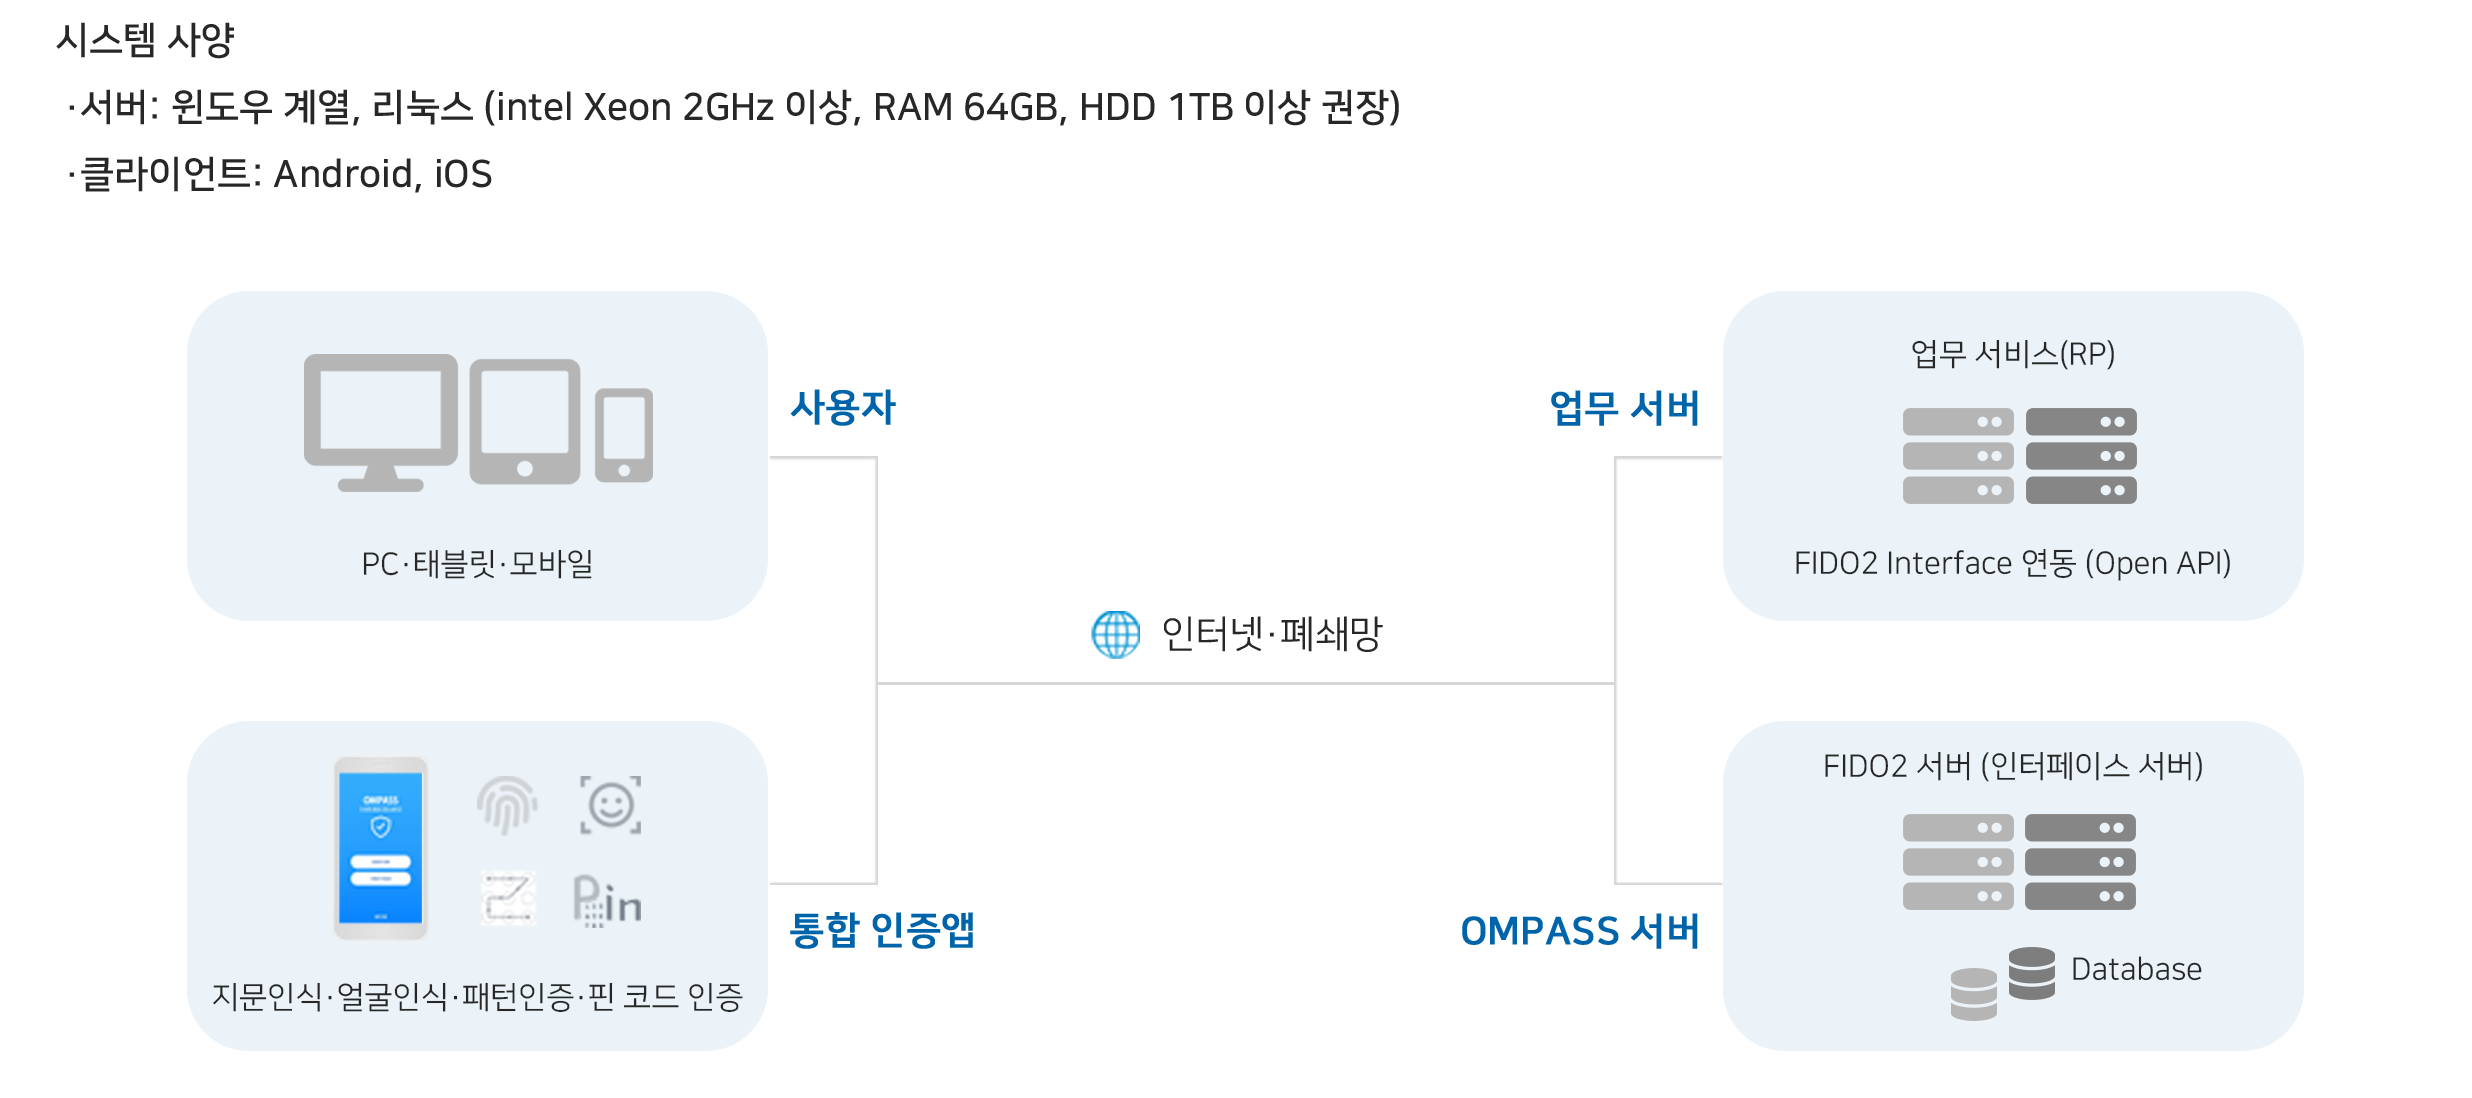 시스템 사양
·서버: 윈도우 계열, 리눅스 (intel Xeon 2GHz 이상, RAM 64GB, HDD 1TB 이상 권장)
·클라이언트: Android, iOS
PC·태블릿·모바일
사용자
업무 서버
업무 서비스(RP)
FIDO2 Interface 연동 (Open API)
인터넷·폐쇄망
OMPASS
Pin
지문인식·얼굴인식·패턴인증·핀 코드 인증
통합 인증앱
OMPASS 서버
FIDO2 서버 (인터페이스 서버)
Database